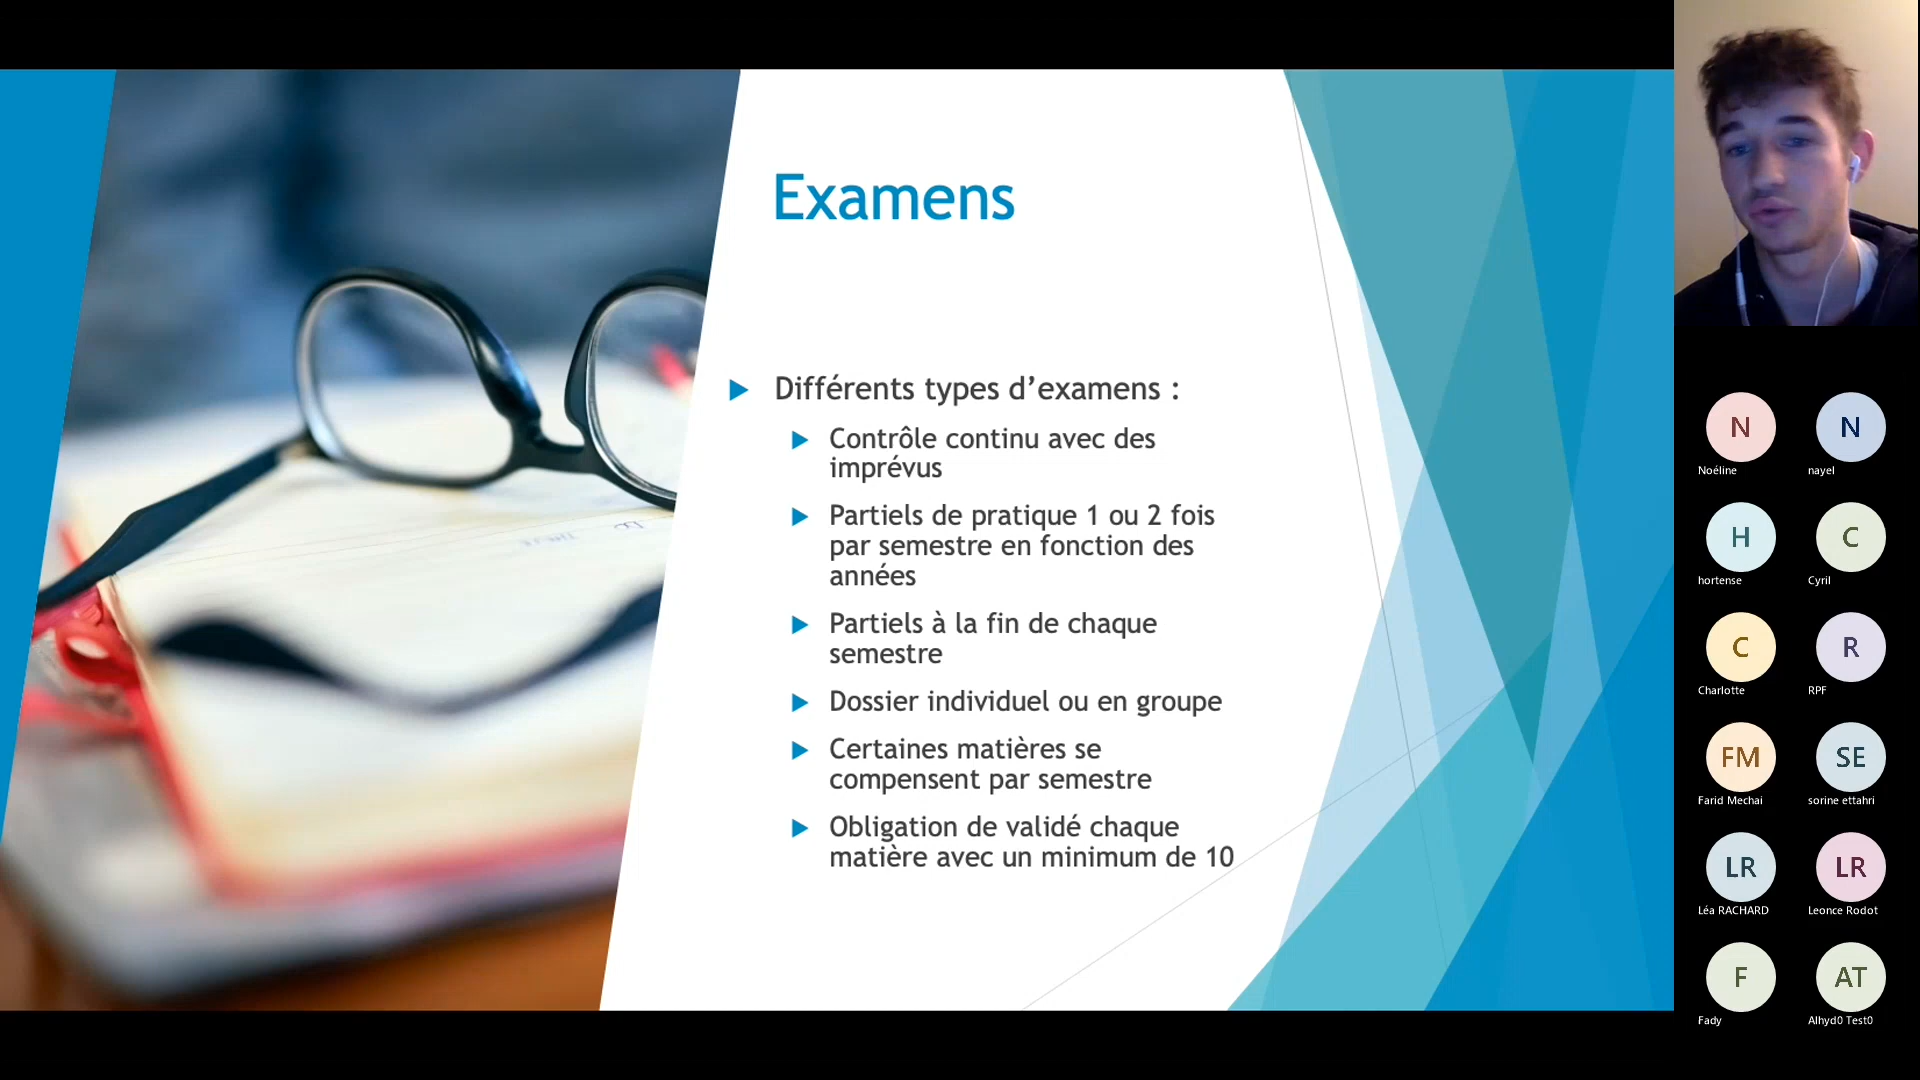 Examens
Différents types d’examens :
Contrôle continu avec des
imprévus
Partiels de pratique 1 ou 2 fois
par semestre en fonction des
années
Partiels à la fin de chaque
semestre
Dossier individuel ou en groupe
Certaines matières se
compensent par semestre
Obligation de validé chaque
matière avec un minimum de 10
N
N
Noéline
nayel
H
C
hortense
Cyril
C
R
Charlotte
RPF
FM
SE
Farid Mechai
sorine ettahri
LR
LR
Léa RACHARD
Leonce Rodot
F
AT
Fady
Alhyd0 Test0